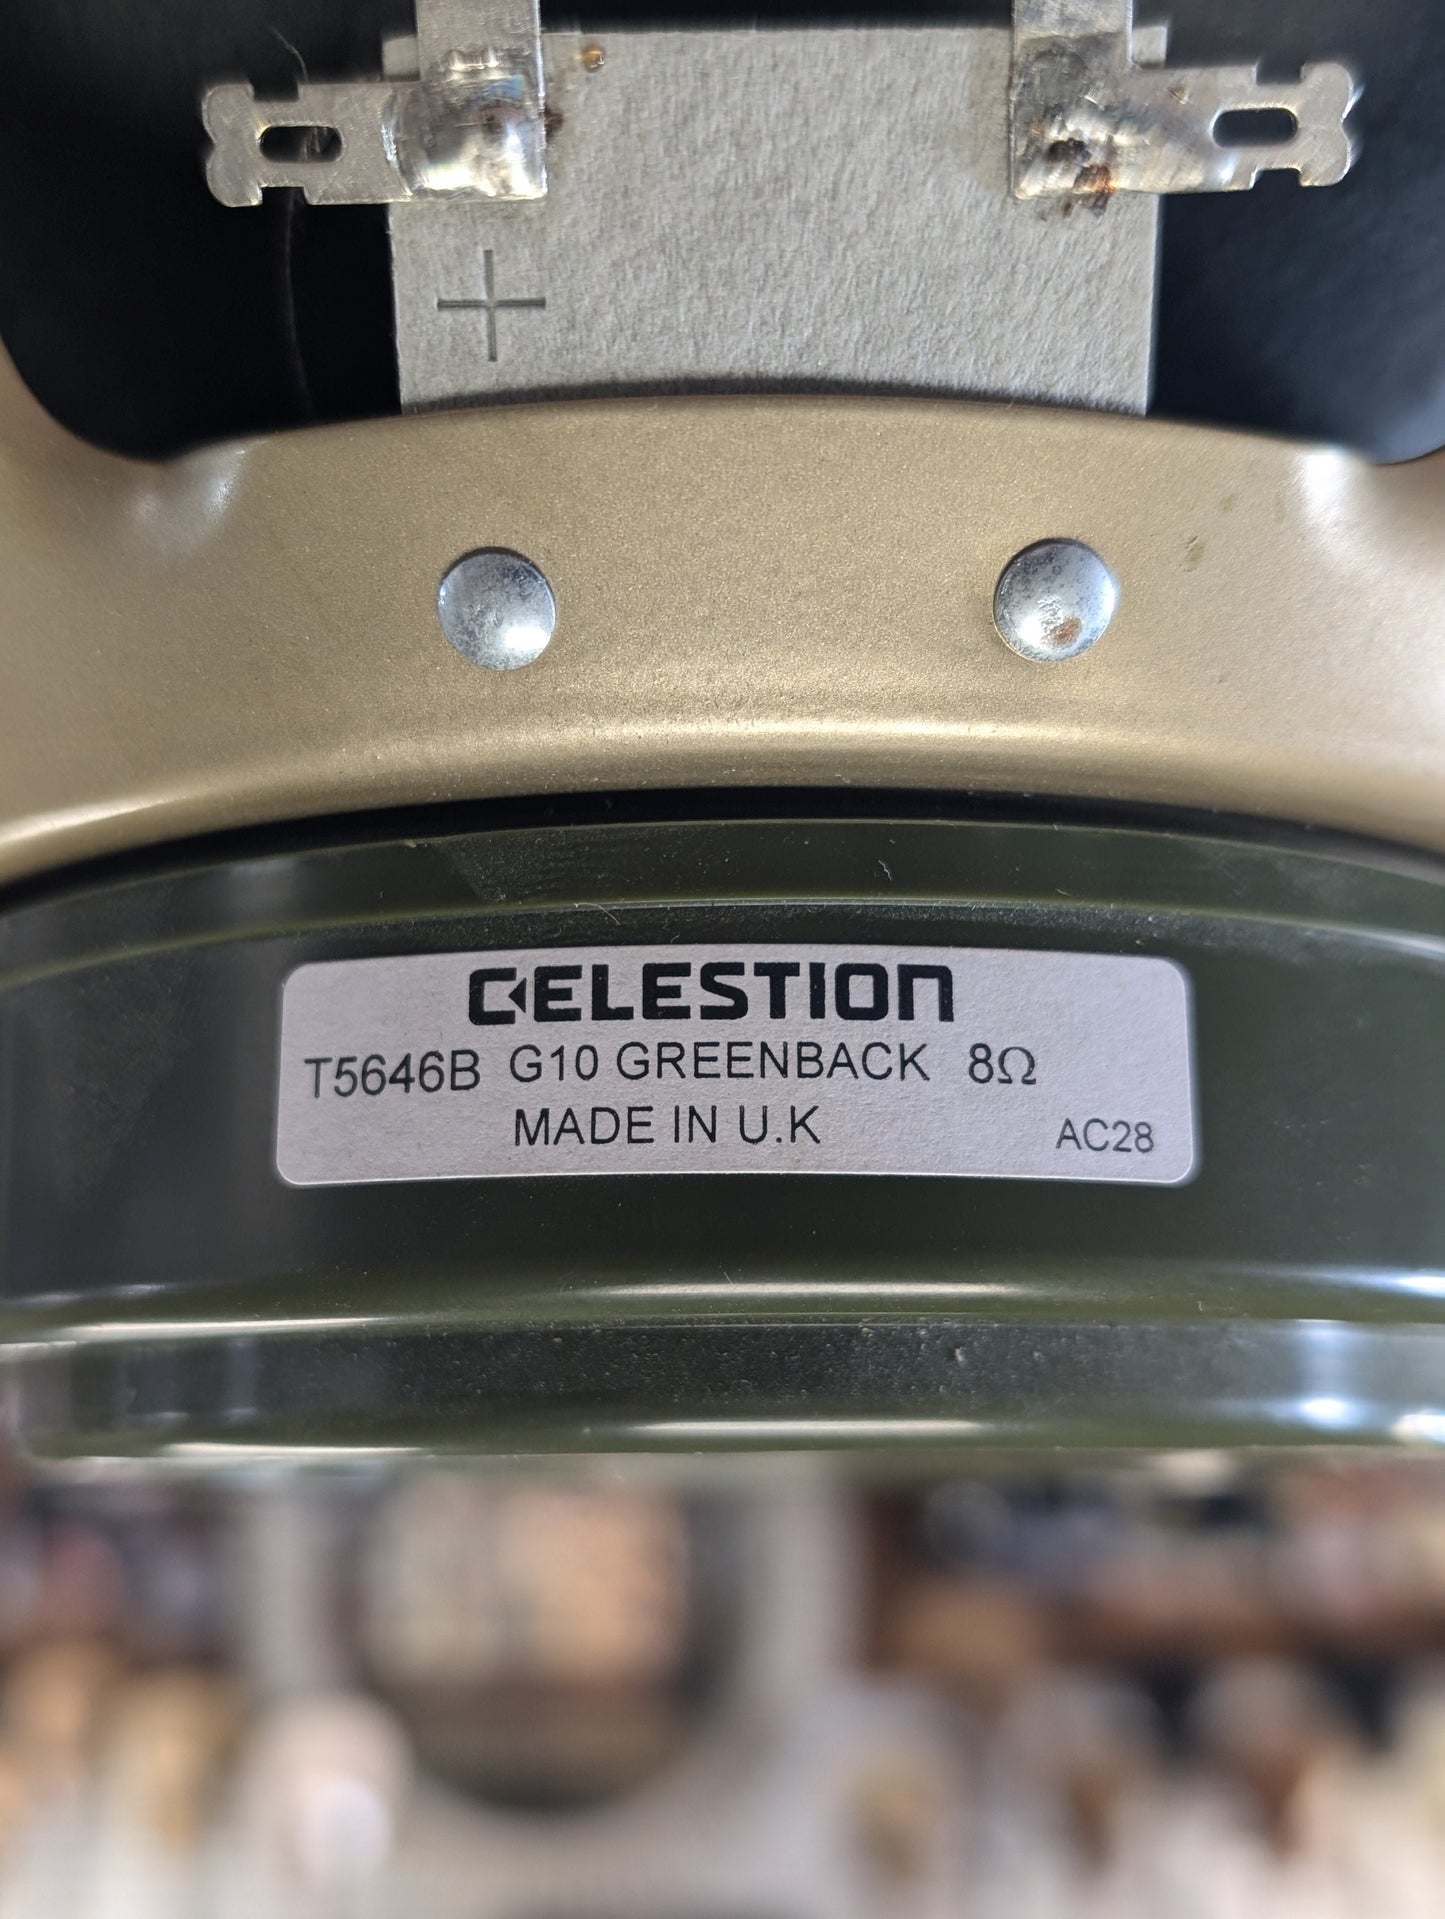 +
CELESTION
T5646B G10 GREENBACK 8Ω
MADE IN U.K AC28